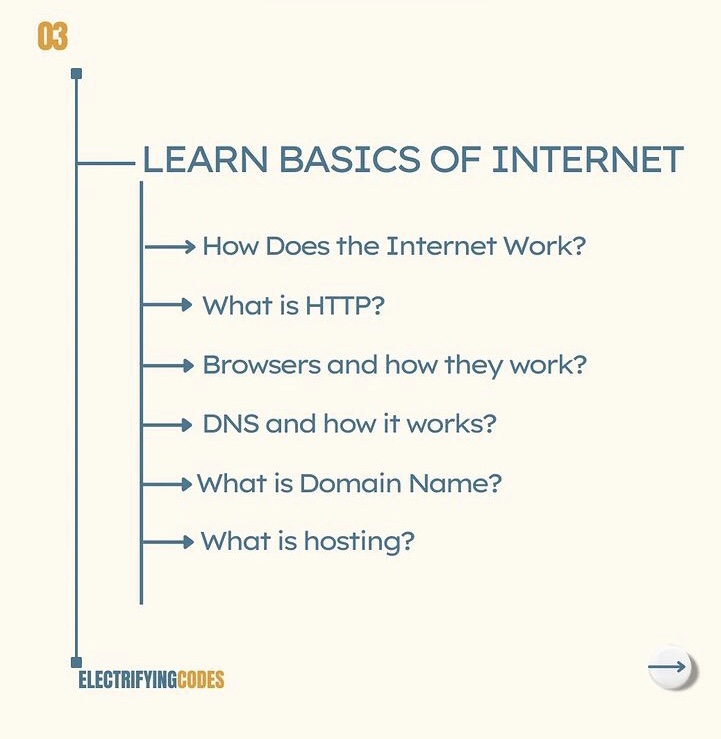 03
LEARN BASICS OF INTERNET
How Does the Internet Work?
What is HTTP?
Browsers and how they work?
DNS and how it works?
What is Domain Name?
What is hosting?
ELECTRIFYINGCODES